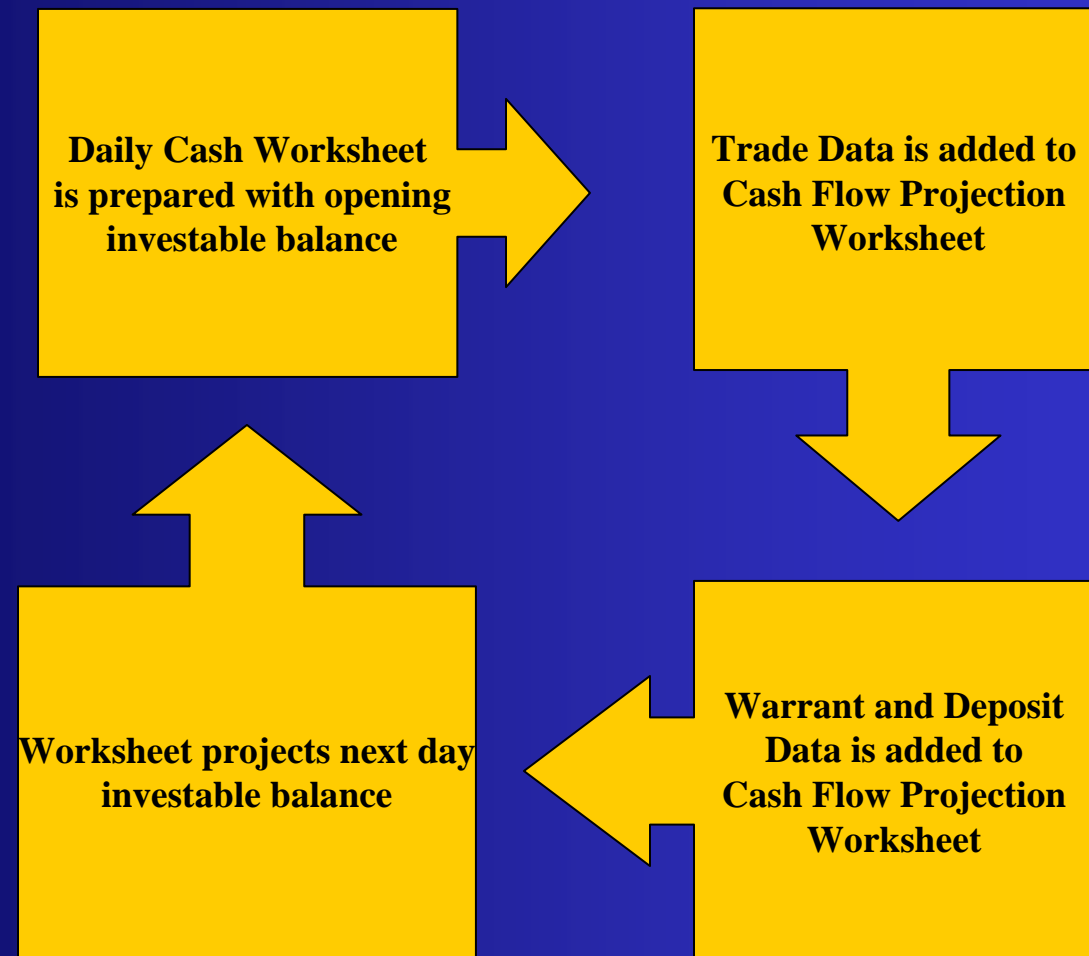 Daily Cash Worksheet
is prepared with opening
investable balance
Trade Data is added to
Cash Flow Projection
Worksheet
Warrant and Deposit
Data is added to
Cash Flow Projection
Worksheet
Worksheet projects next day
investable balance